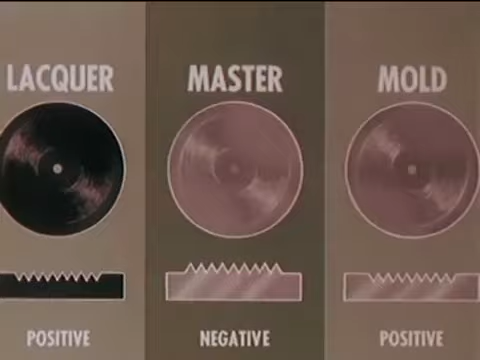 LACQUER
MASTER
MOLD
POSITIVE
NEGATIVE
POSITIVE